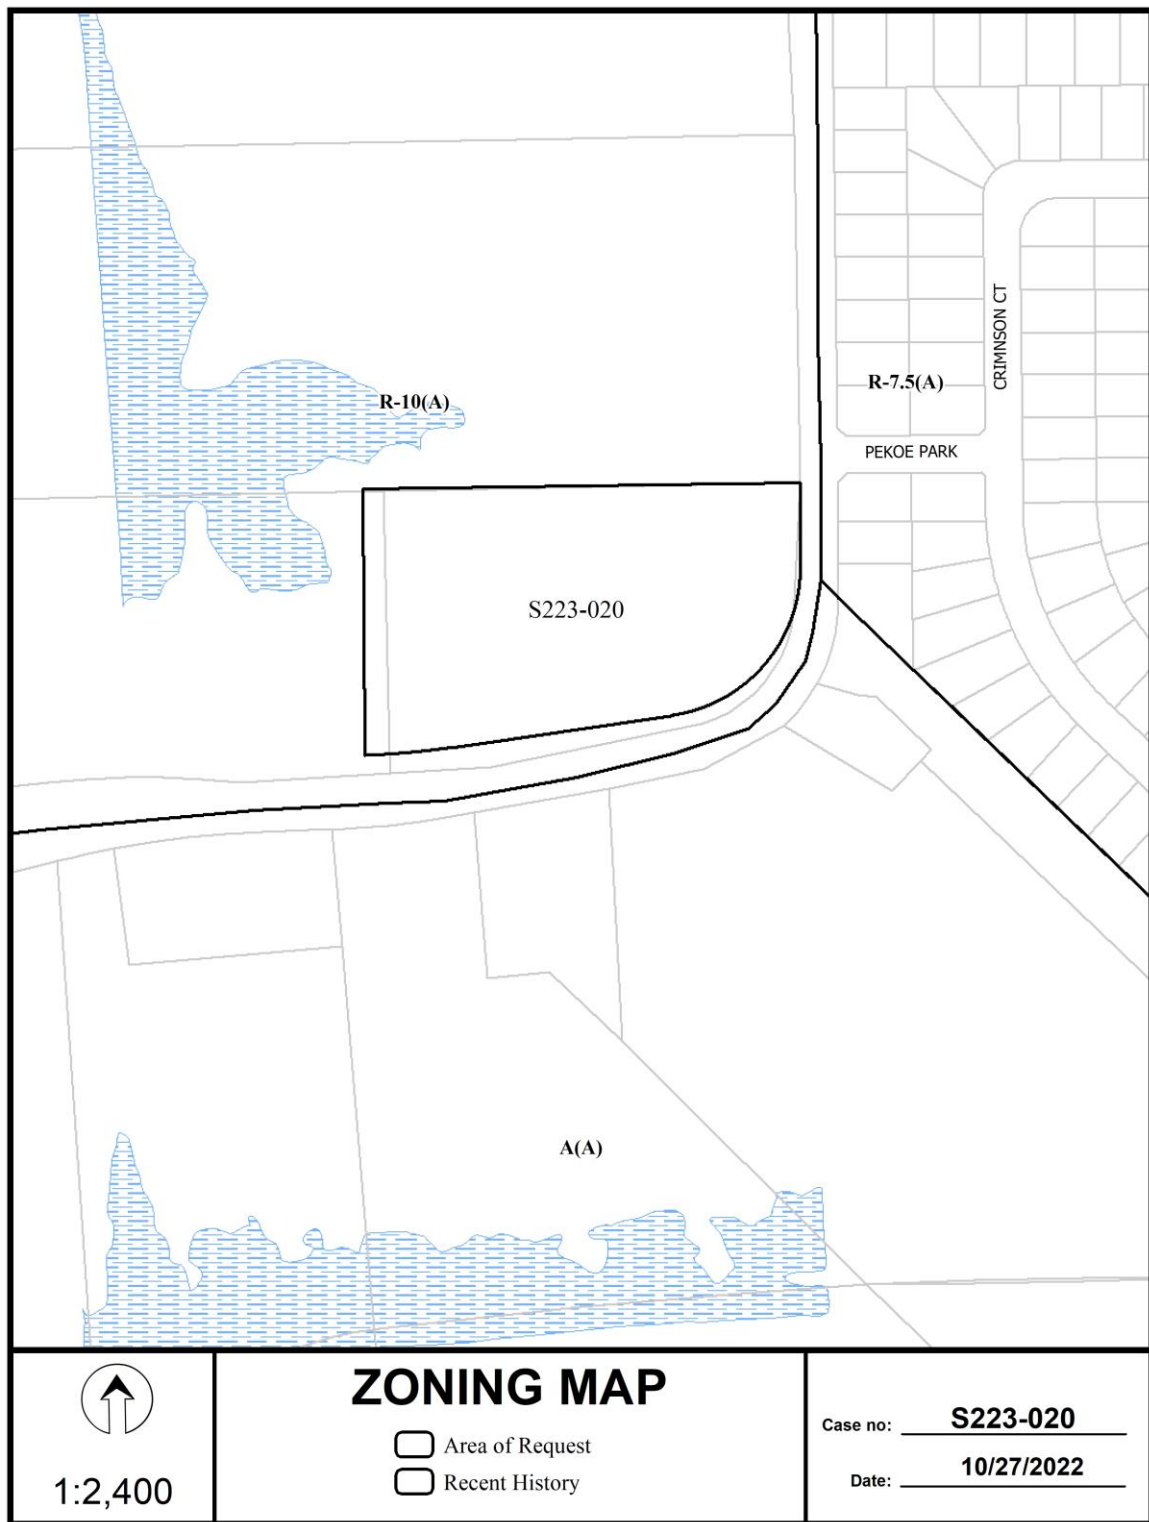 CRIMNSON CT
R-7.5(A)
R-10(A)
PEKOE PARK
S223-020
A(A)
1:2,400
ZONING MAP
Area of Request
Recent History
Case no: S223-020
Date: 10/27/2022